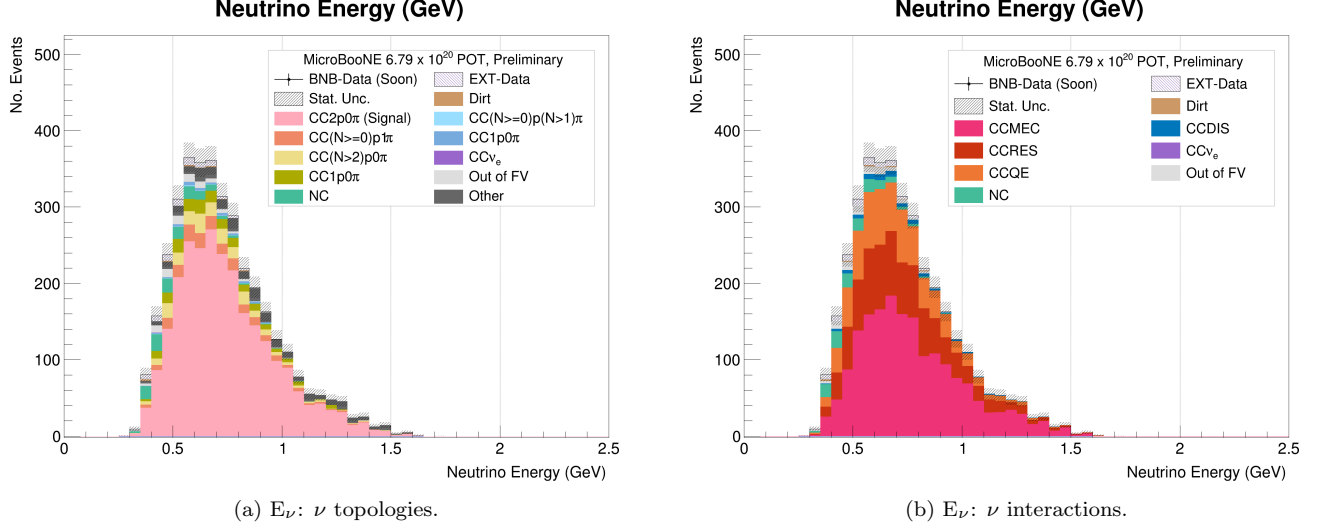 Neutrino Energy (GeV)
No. Events
500
400
300
200
100
0
MicroBooNE 6.79 x 10²⁰ POT, Preliminary
BNB-Data (Soon)
EXT-Data
Stat. Unc.
Dirt
CC2p0π (Signal)
CC(N>=0)p(N>1)π
CC(N>=0)p1π
CC1p0π
CC(N>2)p0π
CCνₑ
CC1p0π
Out of FV
NC
Other
0
0.5
1
1.5
2
2.5
Neutrino Energy (GeV)
(a) Eν: ν topologies.
Neutrino Energy (GeV)
No. Events
500
400
300
200
100
0
MicroBooNE 6.79 x 10²⁰ POT, Preliminary
BNB-Data (Soon)
EXT-Data
Stat. Unc.
Dirt
CCMEC
CCDIS
CCRES
CCνₑ
CCQE
Out of FV
NC
0
0.5
1
1.5
2
2.5
Neutrino Energy (GeV)
(b) Eν: ν interactions.